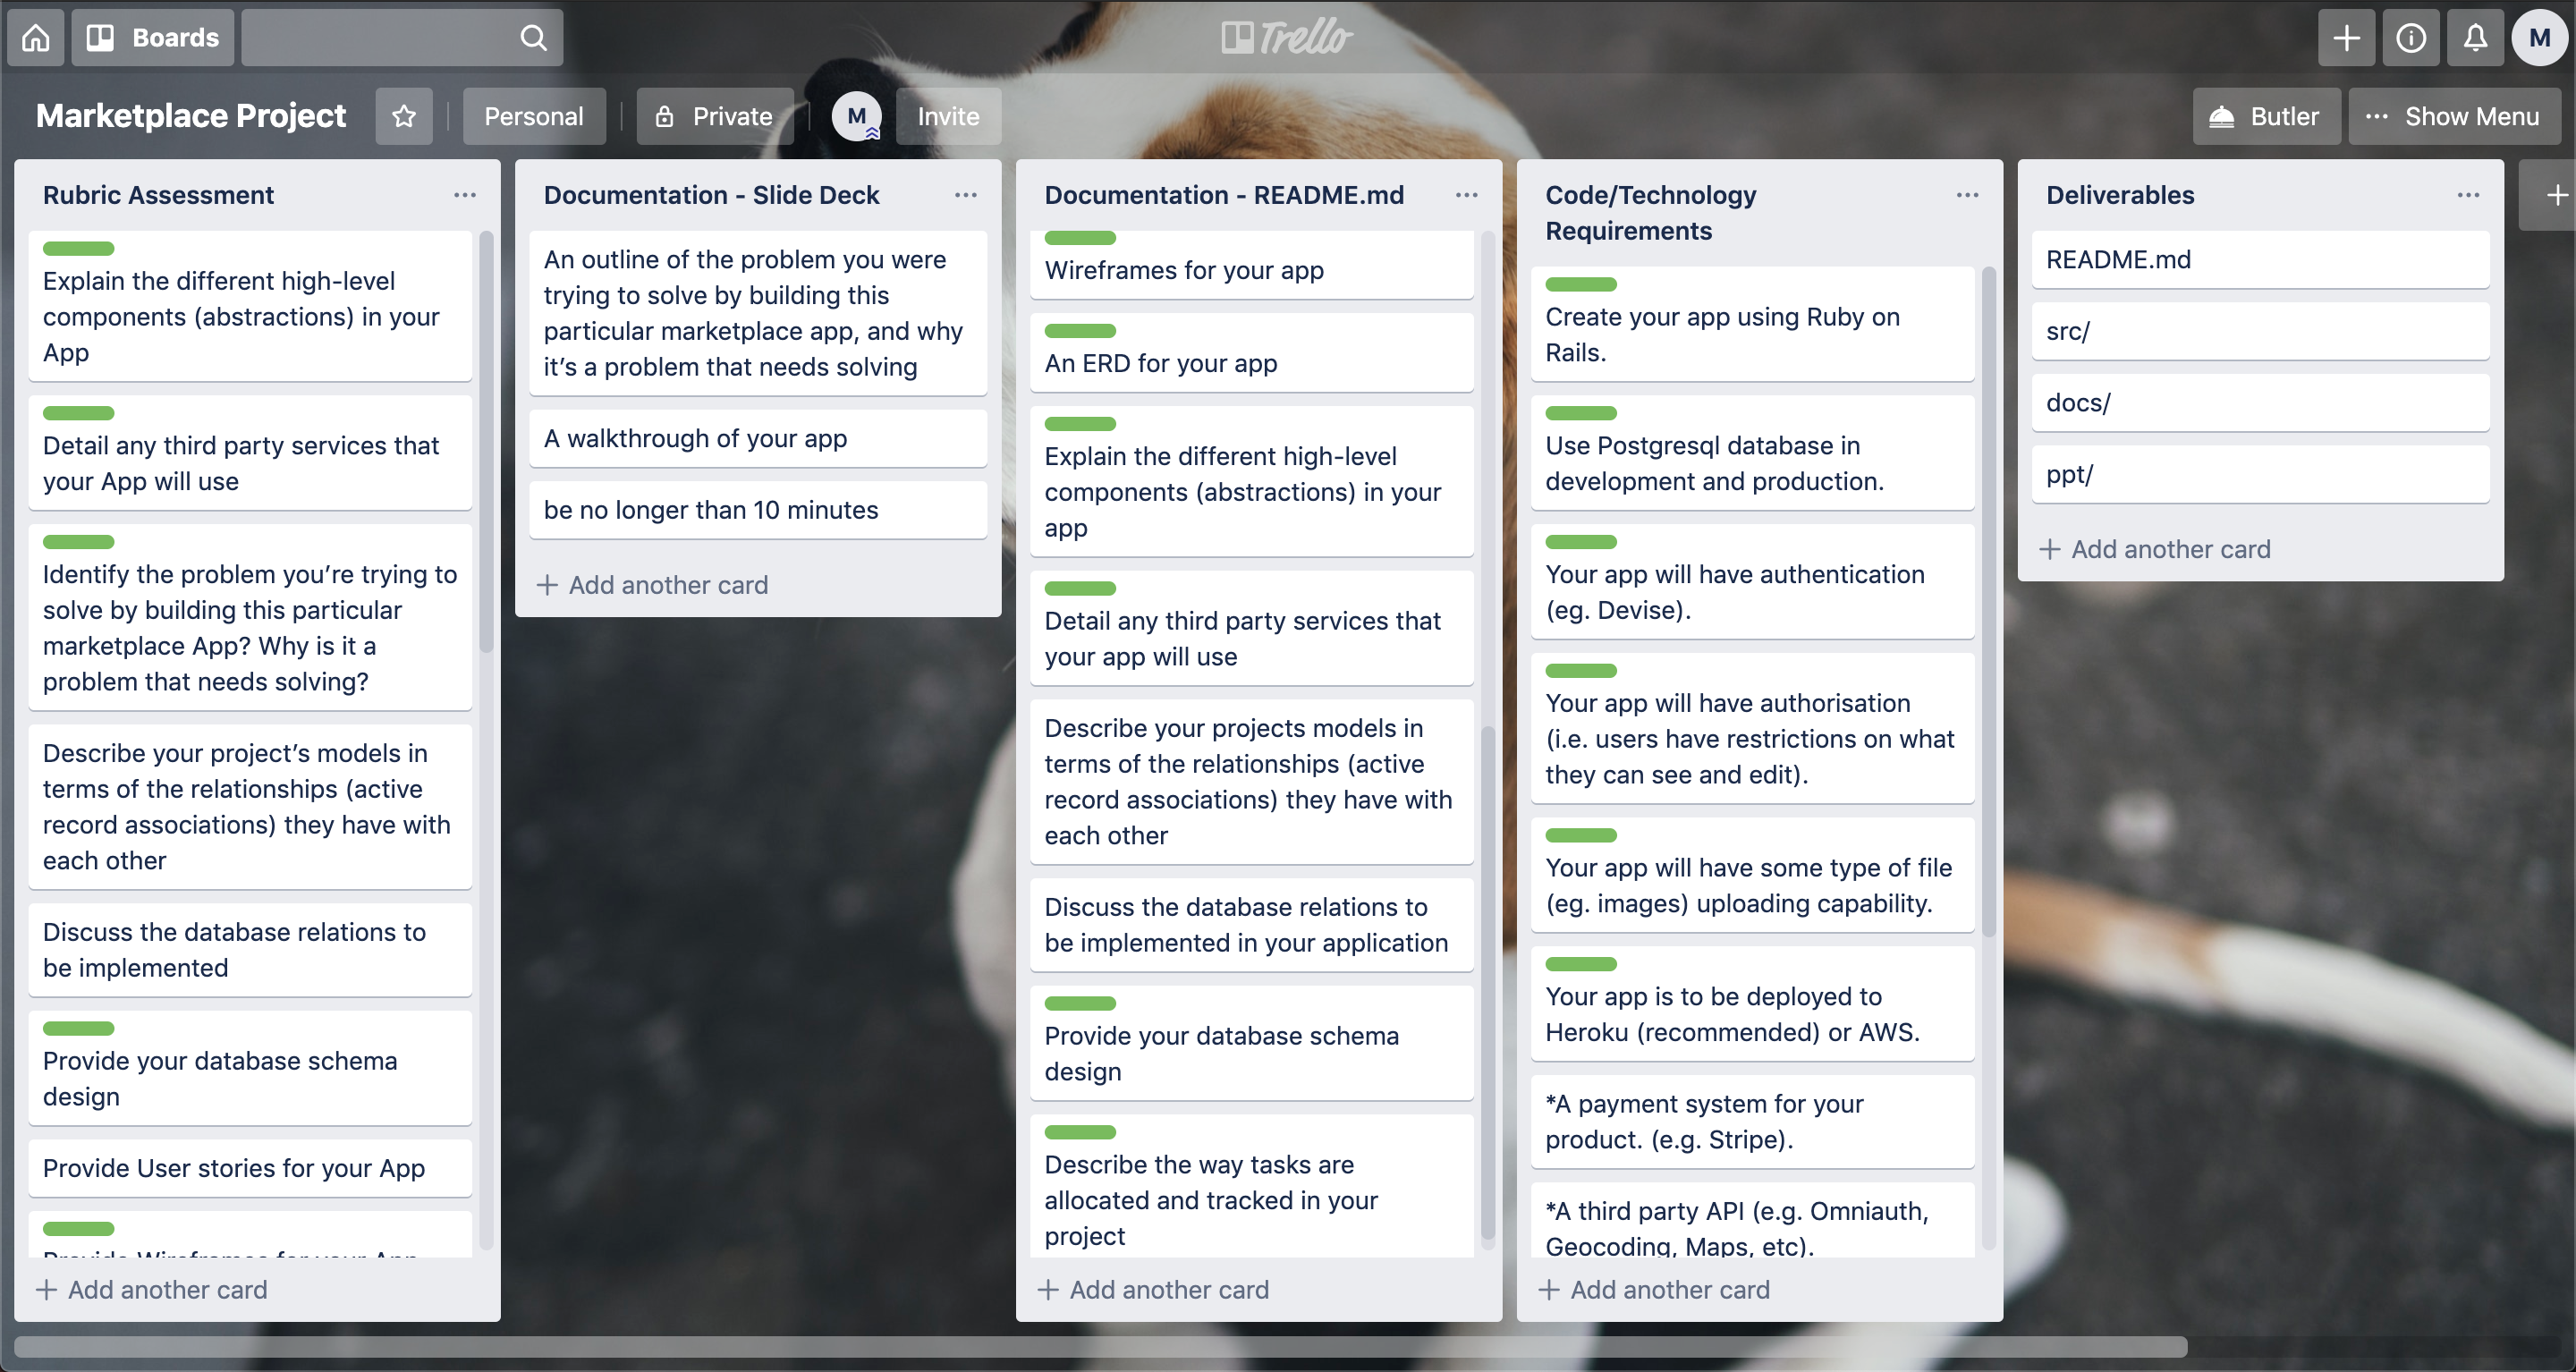 Boards
Trello
M
Marketplace Project
Personal
Private
M
Invite
Butler
Show Menu
Rubric Assessment
Explain the different high-level
components (abstractions) in your
App
Detail any third party services that
your App will use
Identify the problem you’re trying to
solve by building this particular
marketplace App? Why is it a
problem that needs solving?
Describe your project’s models in
terms of the relationships (active
record associations) they have with
each other
Discuss the database relations to
be implemented
Provide your database schema
design
Provide User stories for your App
Provide Wireframes for your App
Add another card
Documentation - Slide Deck
An outline of the problem you were
trying to solve by building this
particular marketplace app, and why
it’s a problem that needs solving
A walkthrough of your app
be no longer than 10 minutes
Add another card
Documentation - README.md
Wireframes for your app
An ERD for your app
Explain the different high-level
components (abstractions) in your
app
Detail any third party services that
your app will use
Describe your projects models in
terms of the relationships (active
record associations) they have with
each other
Discuss the database relations to
be implemented in your application
Provide your database schema
design
Describe the way tasks are
allocated and tracked in your
project
Add another card
Code/Technology
Requirements
Create your app using Ruby on
Rails.
Use Postgresql database in
development and production.
Your app will have authentication
(eg. Devise).
Your app will have authorisation
(i.e. users have restrictions on what
they can see and edit).
Your app will have some type of file
(eg. images) uploading capability.
Your app is to be deployed to
Heroku (recommended) or AWS.
*A payment system for your
product. (e.g. Stripe).
*A third party API (e.g. Omniauth,
Geocoding, Maps, etc).
Add another card
Deliverables
README.md
src/
docs/
ppt/
Add another card